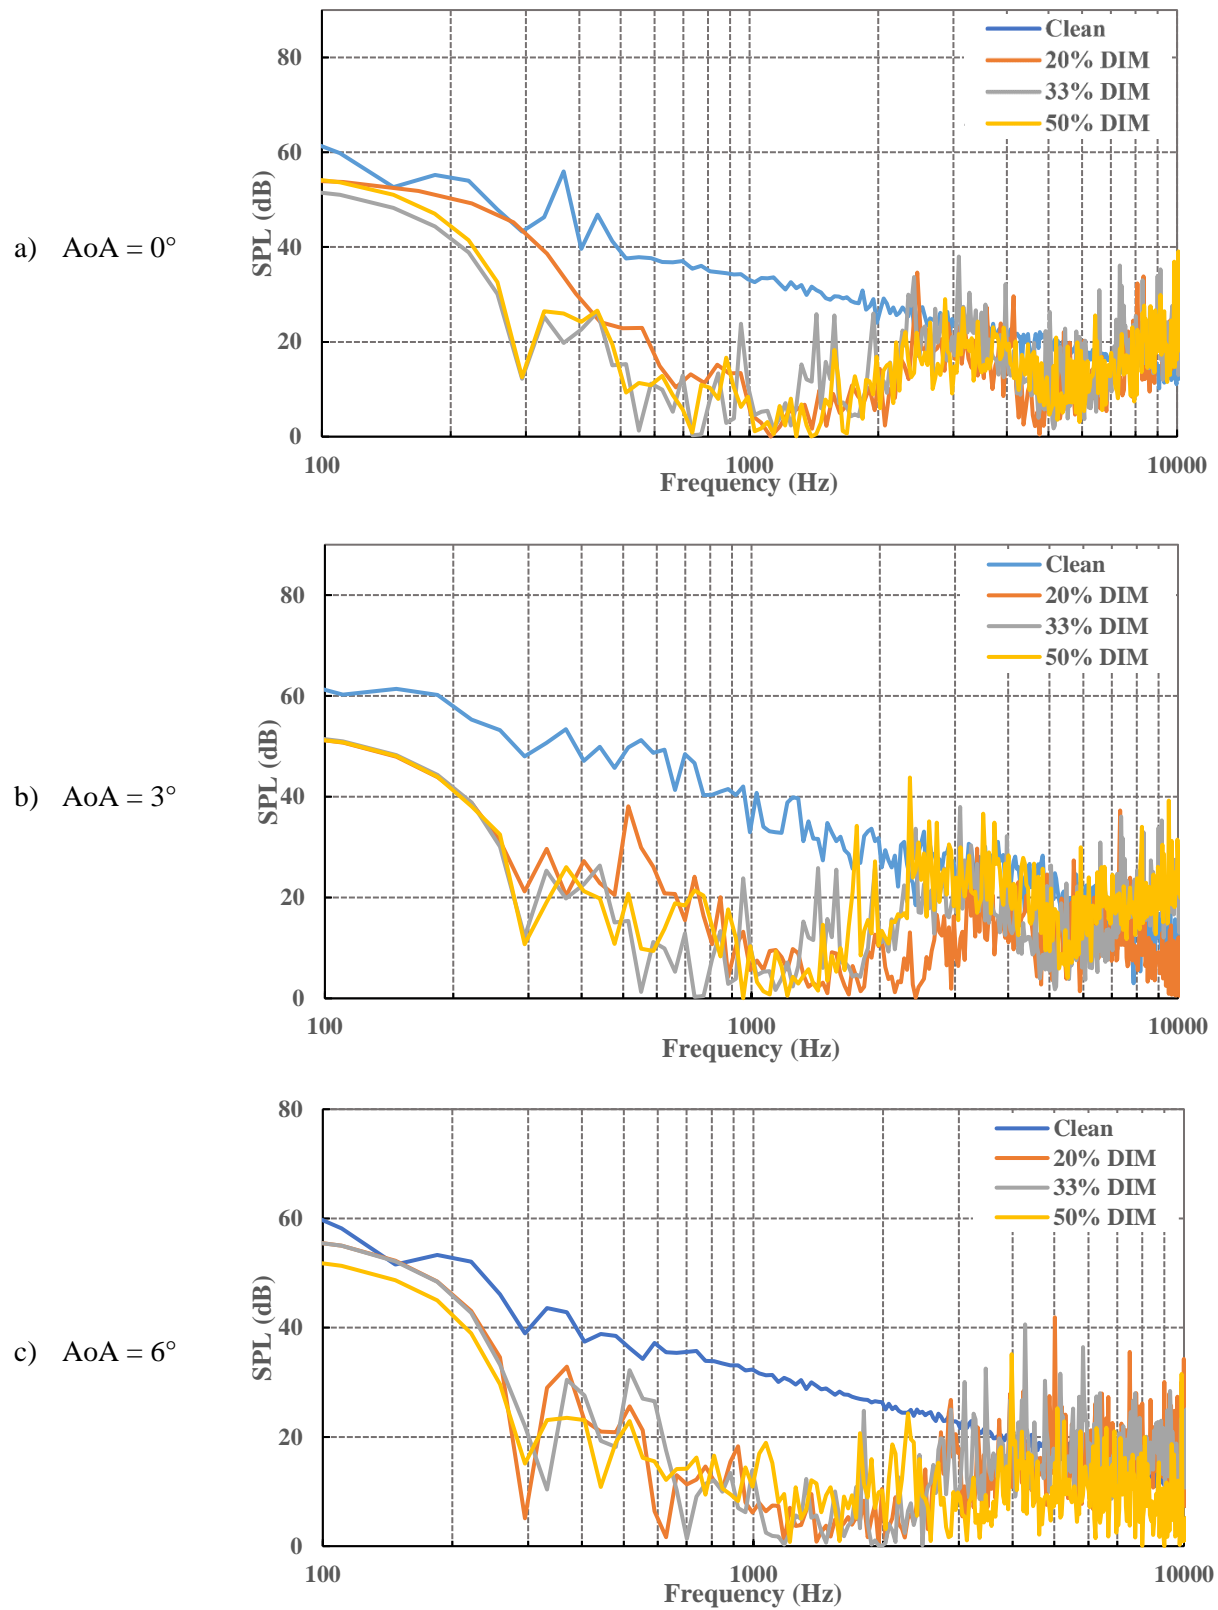 Clean
20% DIM
33% DIM
50% DIM
80
60
40
20
0
SPL (dB)
100
1000
10000
Frequency (Hz)
a) AoA = 0°
Clean
20% DIM
33% DIM
50% DIM
80
60
40
20
0
SPL (dB)
100
1000
10000
Frequency (Hz)
b) AoA = 3°
Clean
20% DIM
33% DIM
50% DIM
80
60
40
20
0
SPL (dB)
100
1000
10000
Frequency (Hz)
c) AoA = 6°